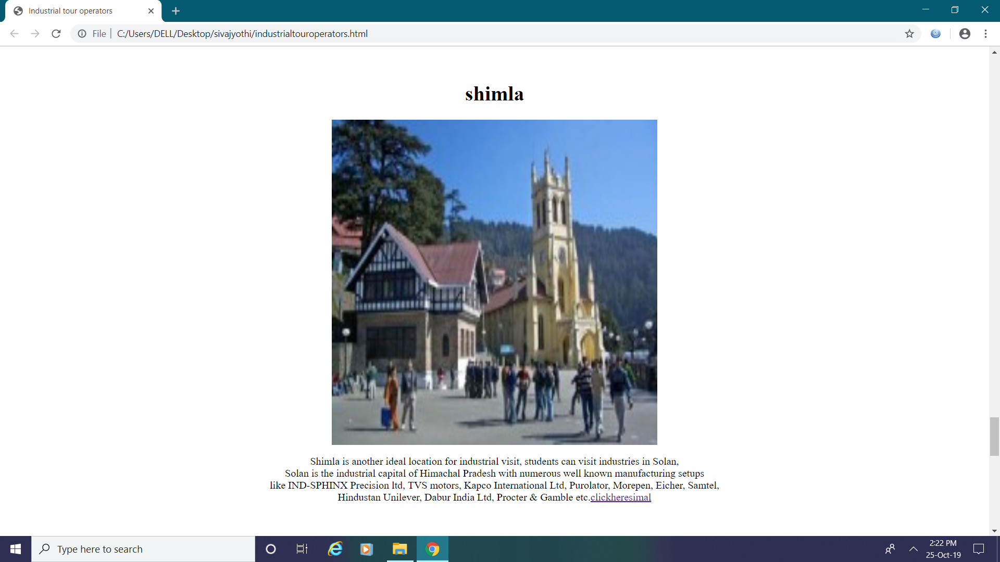 Industrial tour operators
File
C:/Users/DELL/Desktop/sivajyothi/industrialtouroperators.html
shimla
Shimla is another ideal location for industrial visit, students can visit industries in Solan,
Solan is the industrial capital of Himachal Pradesh with numerous well known manufacturing setups
like IND-SPHINX Precision ltd, TVS motors, Kapco International Ltd, Purolator, Morepen, Eicher, Samtel,
Hindustan Unilever, Dabur India Ltd, Procter & Gamble etc.clickheresimal
Type here to search
2:22 PM
25-Oct-19